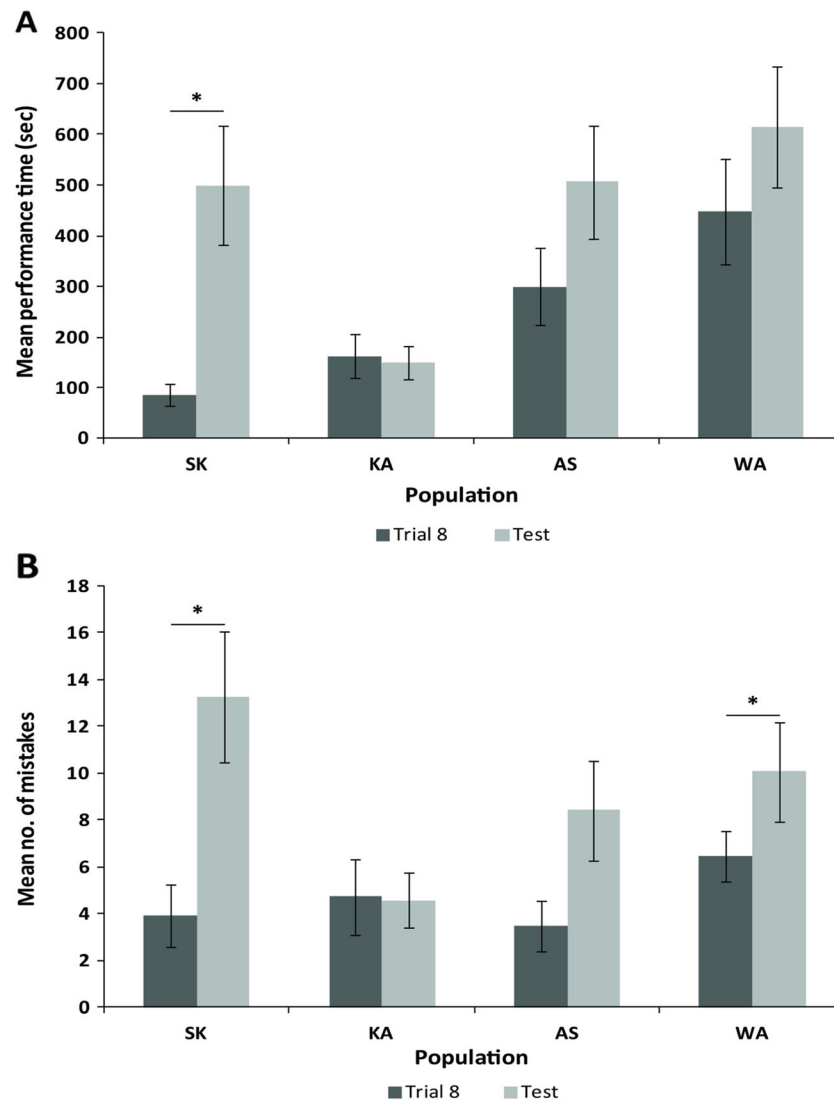 A
Mean performance time (sec)
800
700
600
500
400
300
200
100
0
*
SK KA AS WA
Population
Trial 8 Test
B
Mean no. of mistakes
18
16
14
12
10
8
6
4
2
0
*
*
SK KA AS WA
Population
Trial 8 Test